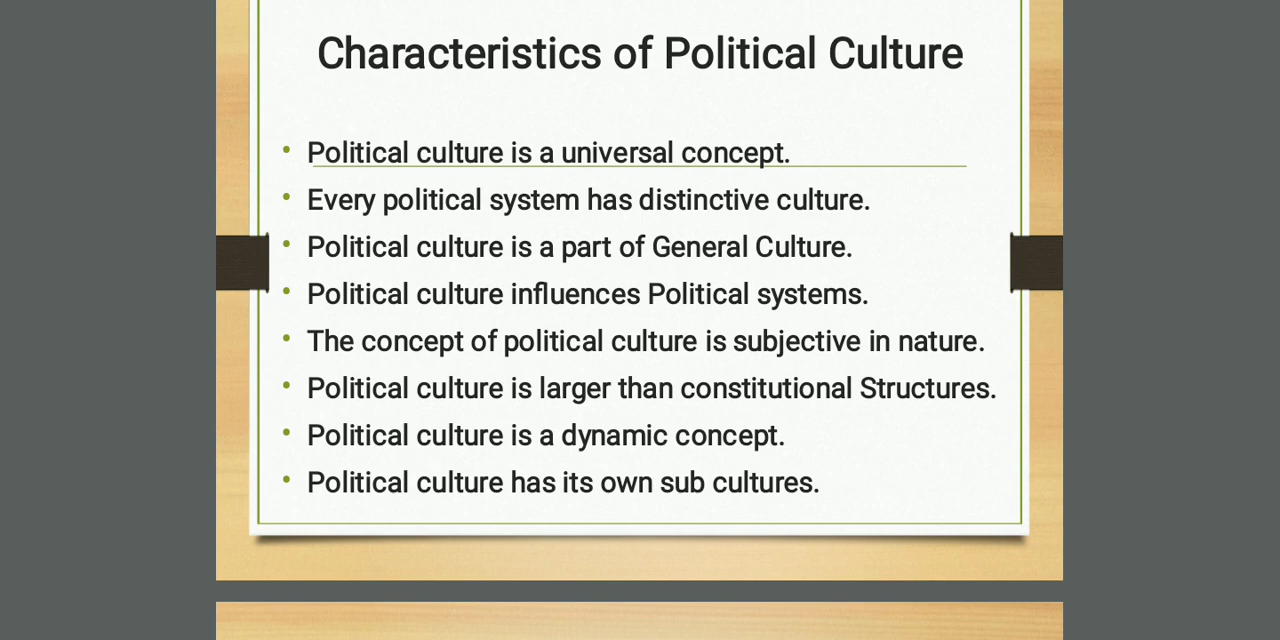 Characteristics of Political Culture
• Political culture is a universal concept.
• Every political system has distinctive culture.
• Political culture is a part of General Culture.
• Political culture influences Political systems.
• The concept of political culture is subjective in nature.
• Political culture is larger than constitutional Structures.
• Political culture is a dynamic concept.
• Political culture has its own sub cultures.